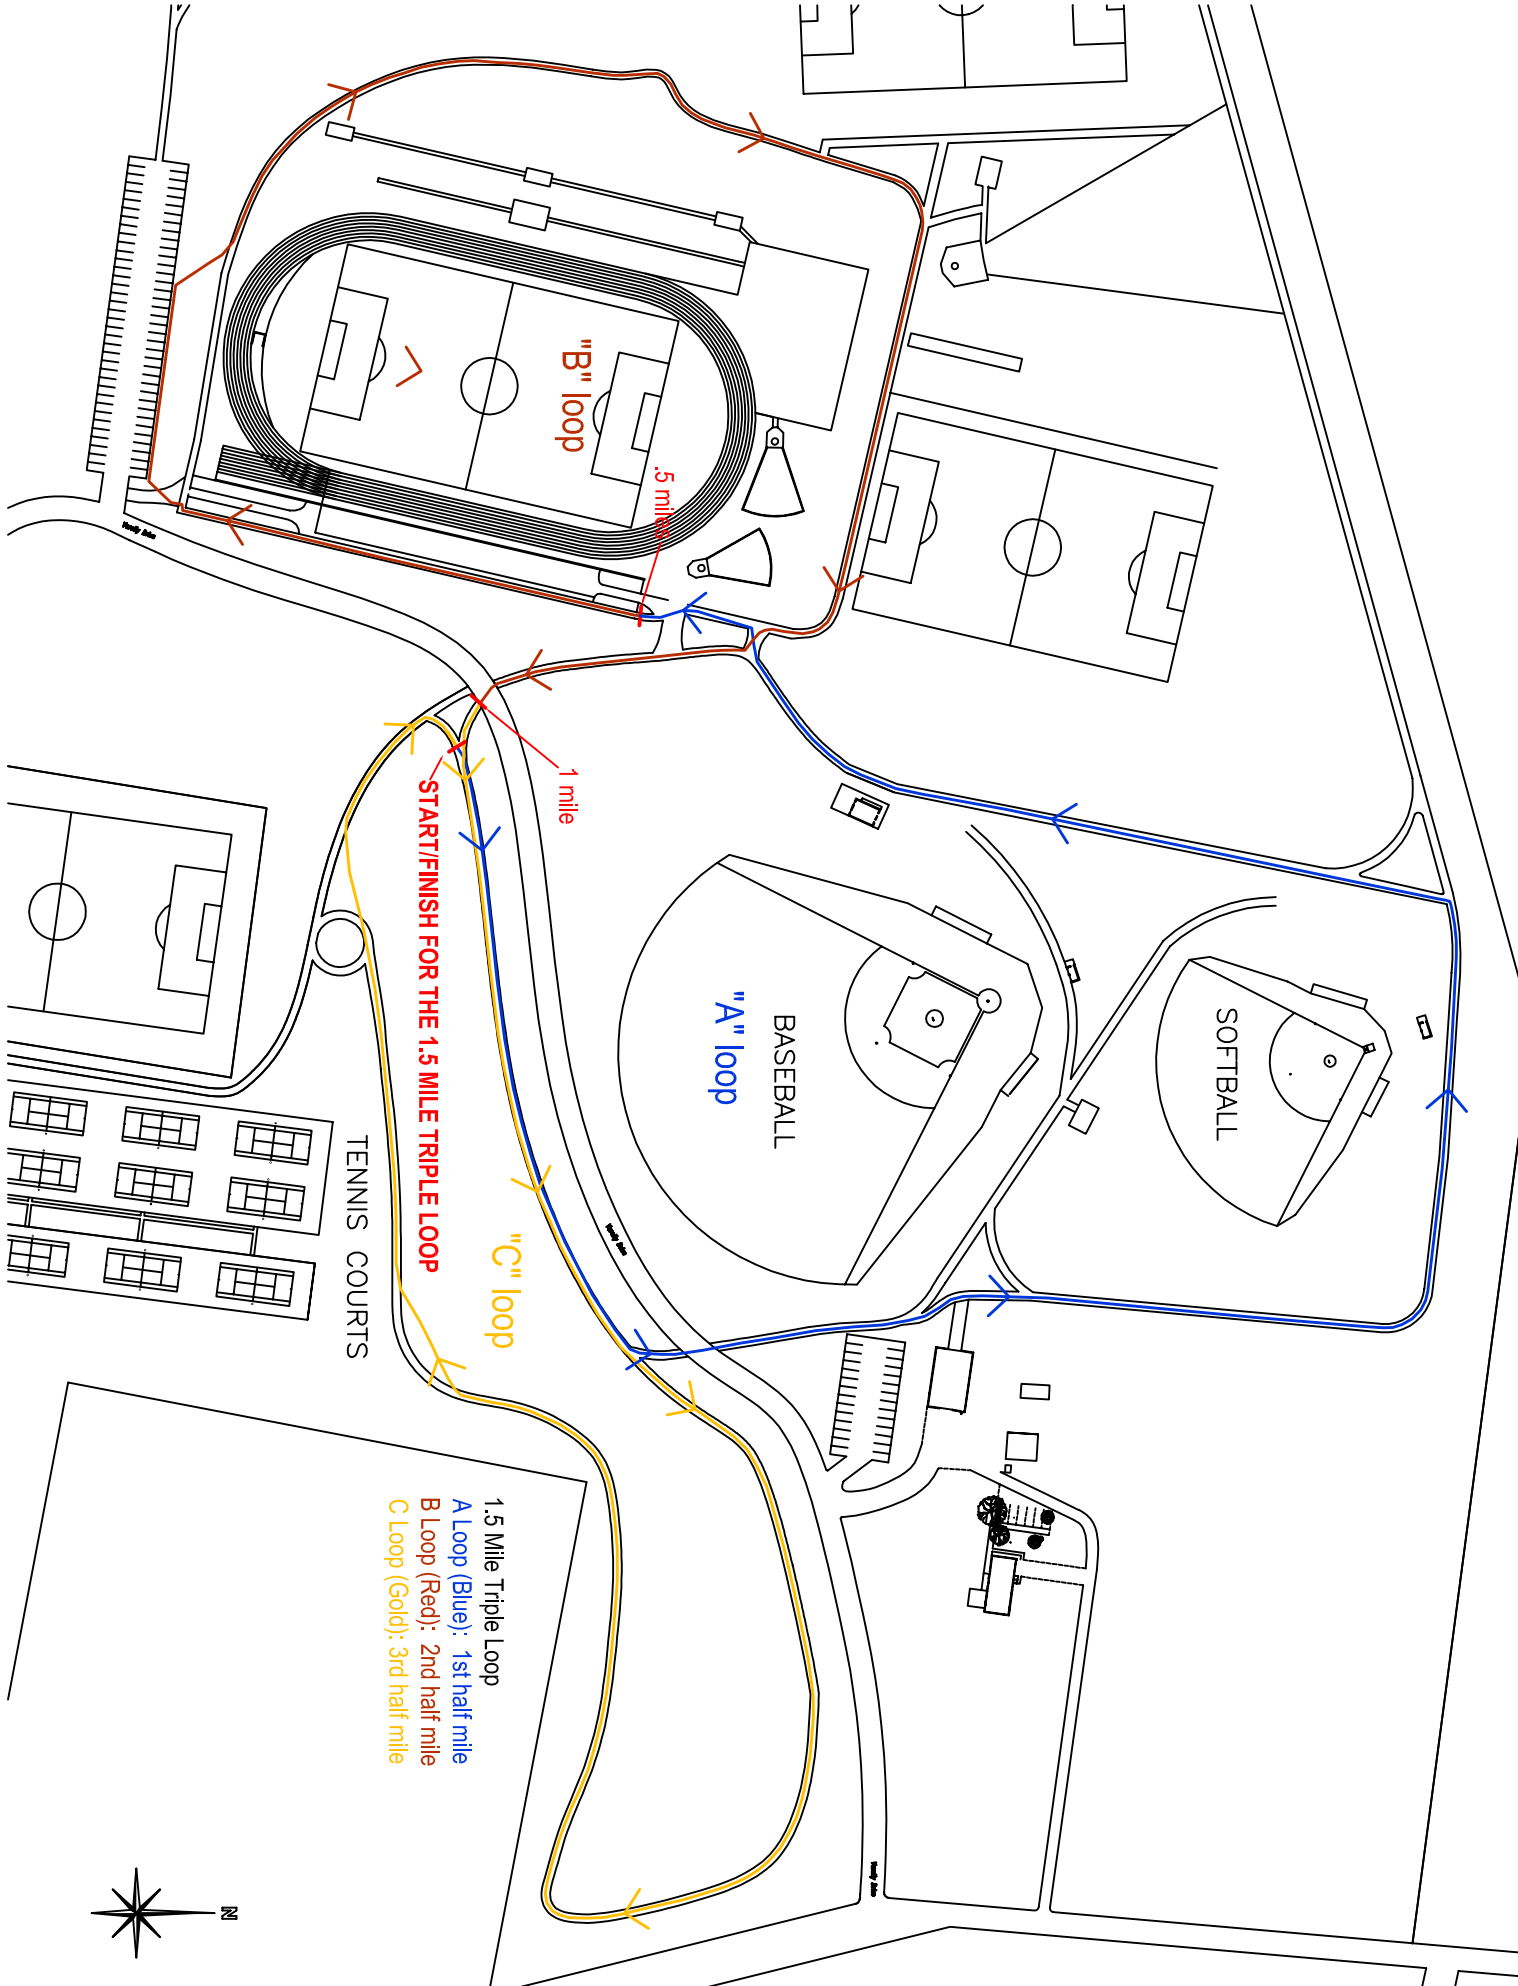 "B" loop
.5 miles
1 mile
START/FINISH FOR THE 1.5 MILE TRIPLE LOOP
"A" loop
BASEBALL
SOFTBALL
"C" loop
TENNIS COURTS
1.5 Mile Triple Loop
A Loop (Blue): 1st half mile
B Loop (Red): 2nd half mile
C Loop (Gold): 3rd half mile
N